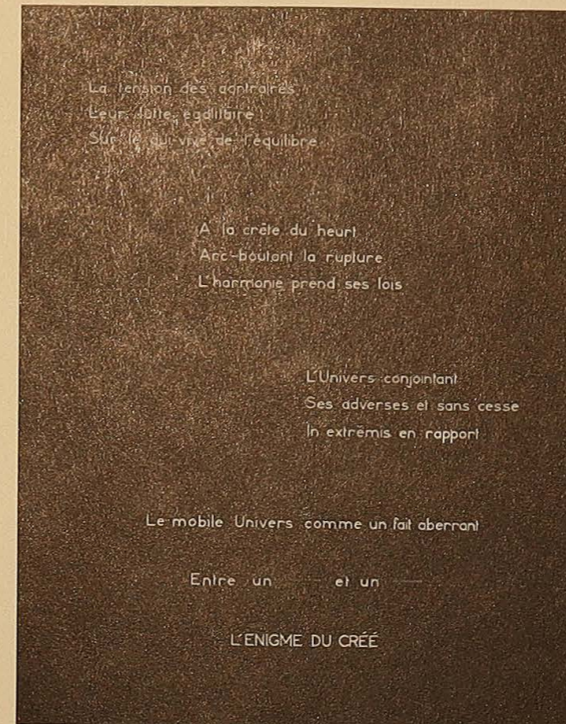 La tension des contraires
Leur lutte égalitaire
Sur le qui-vive de l'équilibre
A la crête du heurt
Arc-boutant la rupture
L'harmonie prend ses lois
L'Univers conjointant
Ses adverses et sans cesse
In extrêmis en rapport
Le mobile Univers comme un fait aberrant
Entre un —— et un ——
L'ENIGME DU CRÉÉ